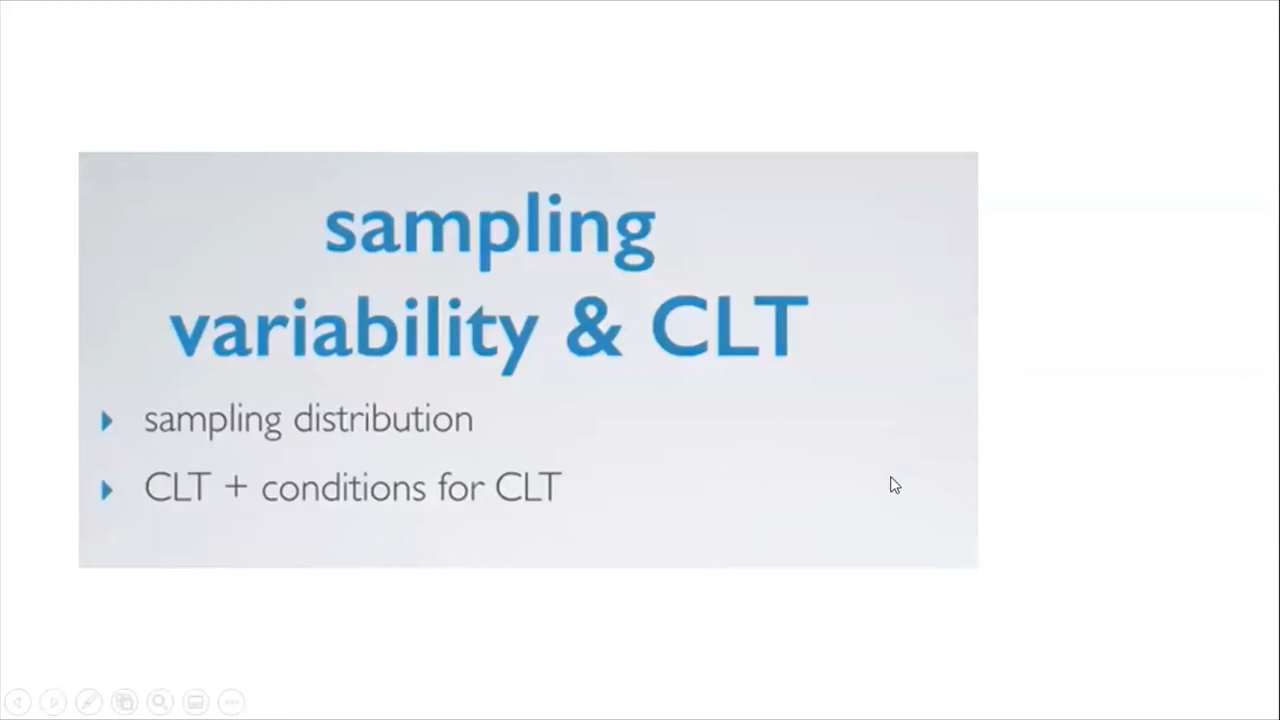 sampling
variability & CLT
sampling distribution
CLT + conditions for CLT